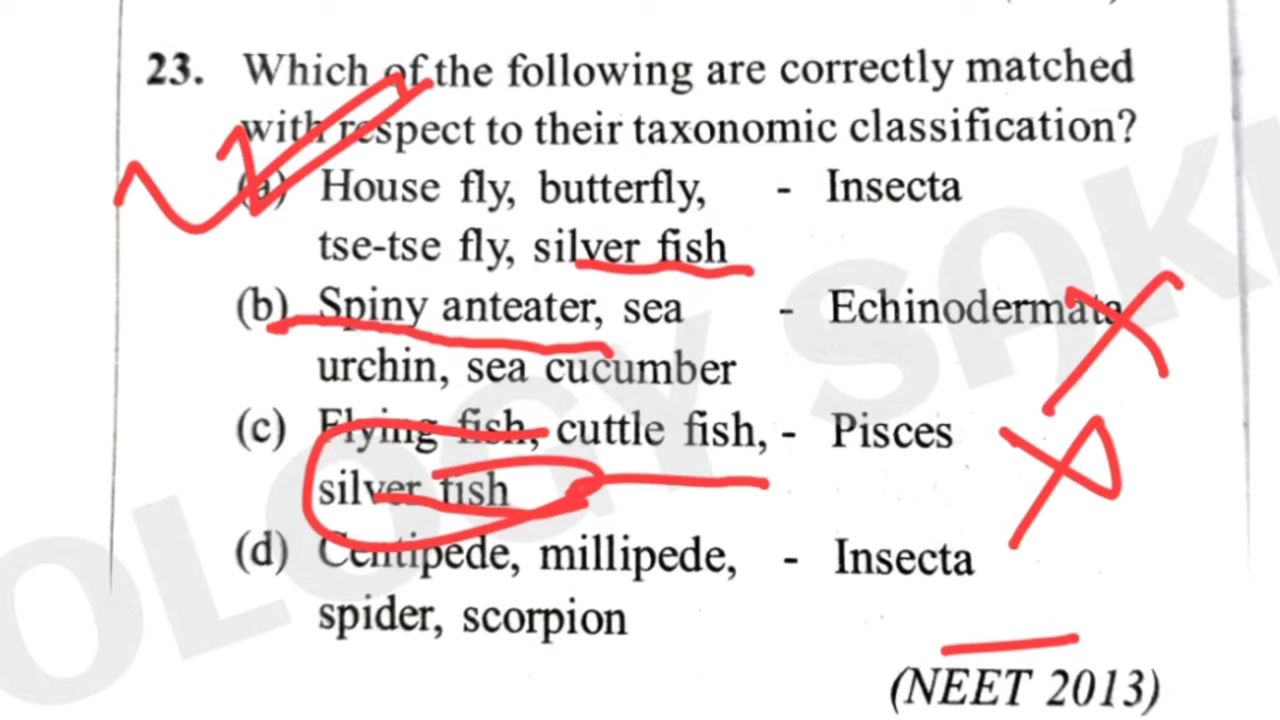 23. Which of the following are correctly matched
with respect to their taxonomic classification?
(a) House fly, butterfly, - Insecta
tse-tse fly, silver fish
(b) Spiny anteater, sea - Echinodermata
urchin, sea cucumber
(c) Flying fish, cuttle fish, - Pisces
silver fish
(d) Centipede, millipede, - Insecta
spider, scorpion
(NEET 2013)
OLOGY SAKE